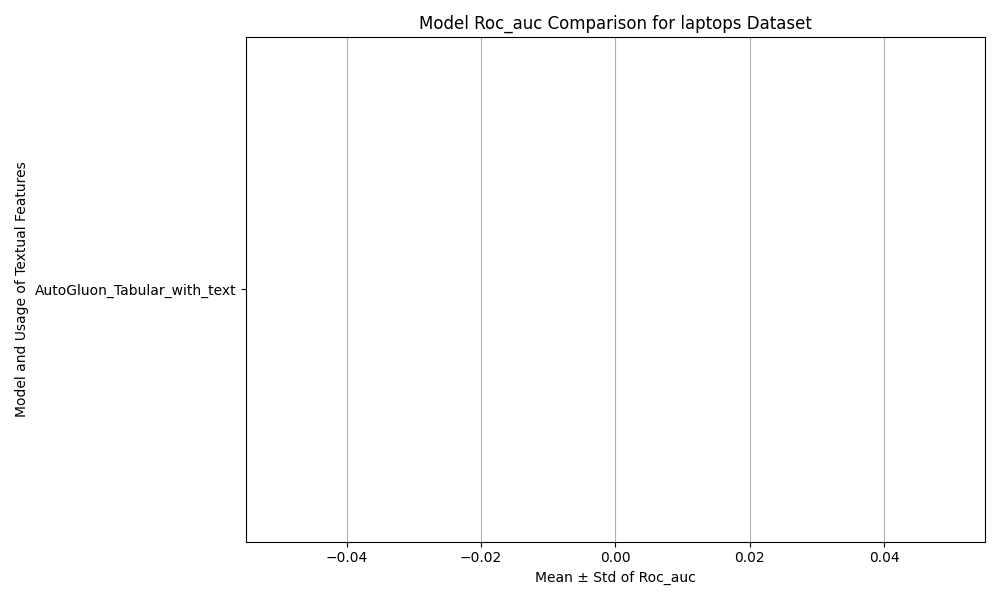 Model Roc_auc Comparison for laptops Dataset
Model and Usage of Textual Features
AutoGluon_Tabular_with_text
−0.04 −0.02 0.00 0.02 0.04
Mean ± Std of Roc_auc